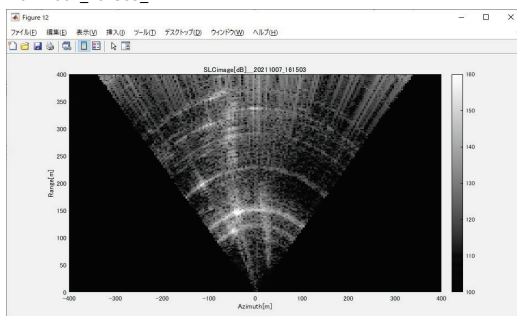 Figure 12
ファイル(F) 編集(E) 表示(V) 挿入(I) ツール(T) デスクトップ(D) ウィンドウ(W) ヘルプ(H)
SLCimage[dB]__20211007_161503
400
350
300
250
200
150
100
50
0
Range[m]
-400 -300 -200 -100 0 100 200 300 400
Azimuth[m]
160
150
140
130
120
110
100